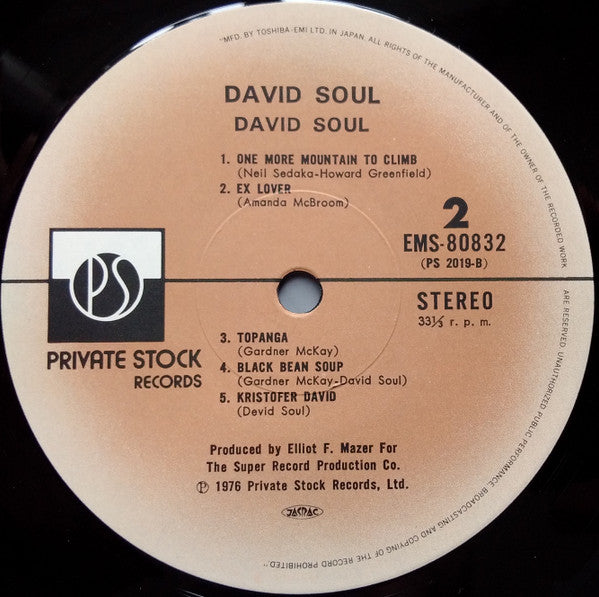 "MFD. BY TOSHIBA-EMI LTD. IN JAPAN. ALL RIGHTS OF THE MANUFACTURER AND OF THE OWNER OF THE RECORDED WORK ARE RESERVED. UNAUTHORIZED PUBLIC PERFORMANCE, BROADCASTING AND COPYING OF THE RECORD PROHIBITED"
DAVID SOUL
DAVID SOUL
1. ONE MORE MOUNTAIN TO CLIMB
(Neil Sedaka-Howard Greenfield)
2. EX LOVER
(Amanda McBroom)
2
EMS-80832
(PS 2019-B)
PS
PRIVATE STOCK
RECORDS
STEREO
33⅓ r. p. m.
3. TOPANGA
(Gardner McKay)
4. BLACK BEAN SOUP
(Gardner McKay-David Soul)
5. KRISTOFER DAVID
(Devid Soul)
Produced by Elliot F. Mazer For
The Super Record Production Co.
Ⓟ 1976 Private Stock Records, Ltd.
JASRAC